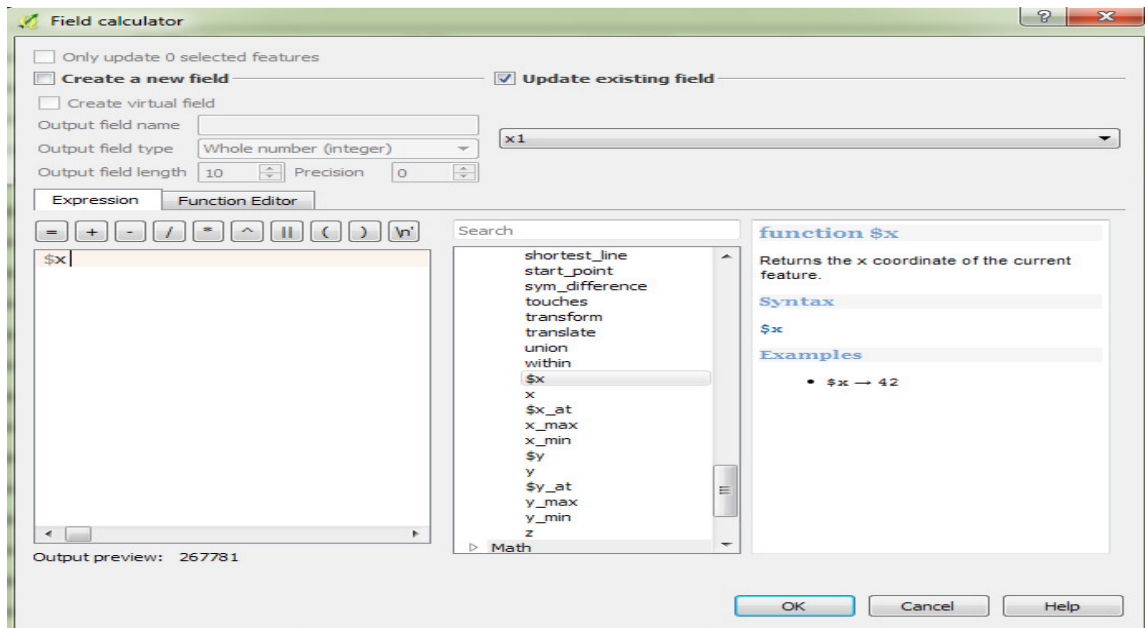 Field calculator
Only update 0 selected features
Create a new field
Update existing field
Create virtual field
Output field name
x1
Output field type Whole number (integer)
Output field length 10 Precision 0
Expression Function Editor
= + - / * ^ || ( ) \n'
Search
function $x
$x
shortest_line
start_point
sym_difference
touches
transform
translate
union
within
$x
x
$x_at
x_max
x_min
$y
y
$y_at
y_max
y_min
z
Math
Returns the x coordinate of the current
feature.
Syntax
$x
Examples
• $x → 42
Output preview: 267781
OK Cancel Help